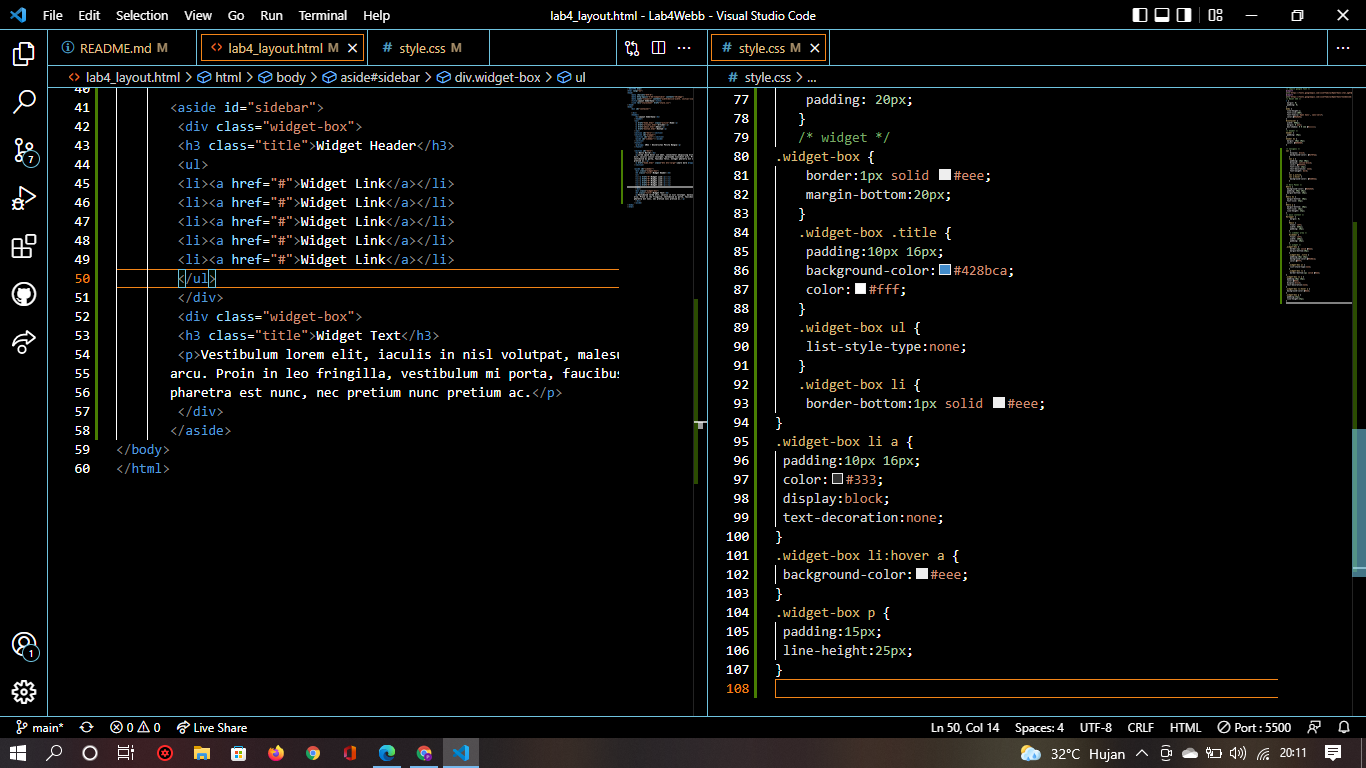 File Edit Selection View Go Run Terminal Help lab4_layout.html - Lab4Webb - Visual Studio Code
README.md M lab4_layout.html M style.css M
lab4_layout.html > html > body > aside#sidebar > div.widget-box > ul
40
41 <aside id="sidebar">
42 <div class="widget-box">
43 <h3 class="title">Widget Header</h3>
44 <ul>
45 <li><a href="#">Widget Link</a></li>
46 <li><a href="#">Widget Link</a></li>
47 <li><a href="#">Widget Link</a></li>
48 <li><a href="#">Widget Link</a></li>
49 <li><a href="#">Widget Link</a></li>
50 </ul>
51 </div>
52 <div class="widget-box">
53 <h3 class="title">Widget Text</h3>
54 <p>Vestibulum lorem elit, iaculis in nisl volutpat, malesu
55 arcu. Proin in leo fringilla, vestibulum mi porta, faucibus
56 pharetra est nunc, nec pretium nunc pretium ac.</p>
57 </div>
58 </aside>
59 </body>
60 </html>
style.css M
style.css > ...
77 padding: 20px;
78 }
79 /* widget */
80 .widget-box {
81 border:1px solid #eee;
82 margin-bottom:20px;
83 }
84 .widget-box .title {
85 padding:10px 16px;
86 background-color:#428bca;
87 color:#fff;
88 }
89 .widget-box ul {
90 list-style-type:none;
91 }
92 .widget-box li {
93 border-bottom:1px solid #eee;
94 }
95 .widget-box li a {
96 padding:10px 16px;
97 color:#333;
98 display:block;
99 text-decoration:none;
100 }
101 .widget-box li:hover a {
102 background-color:#eee;
103 }
104 .widget-box p {
105 padding:15px;
106 line-height:25px;
107 }
108
7
1
main* 0 0 Live Share Ln 50, Col 14 Spaces: 4 UTF-8 CRLF HTML Port : 5500
32°C Hujan 20:11